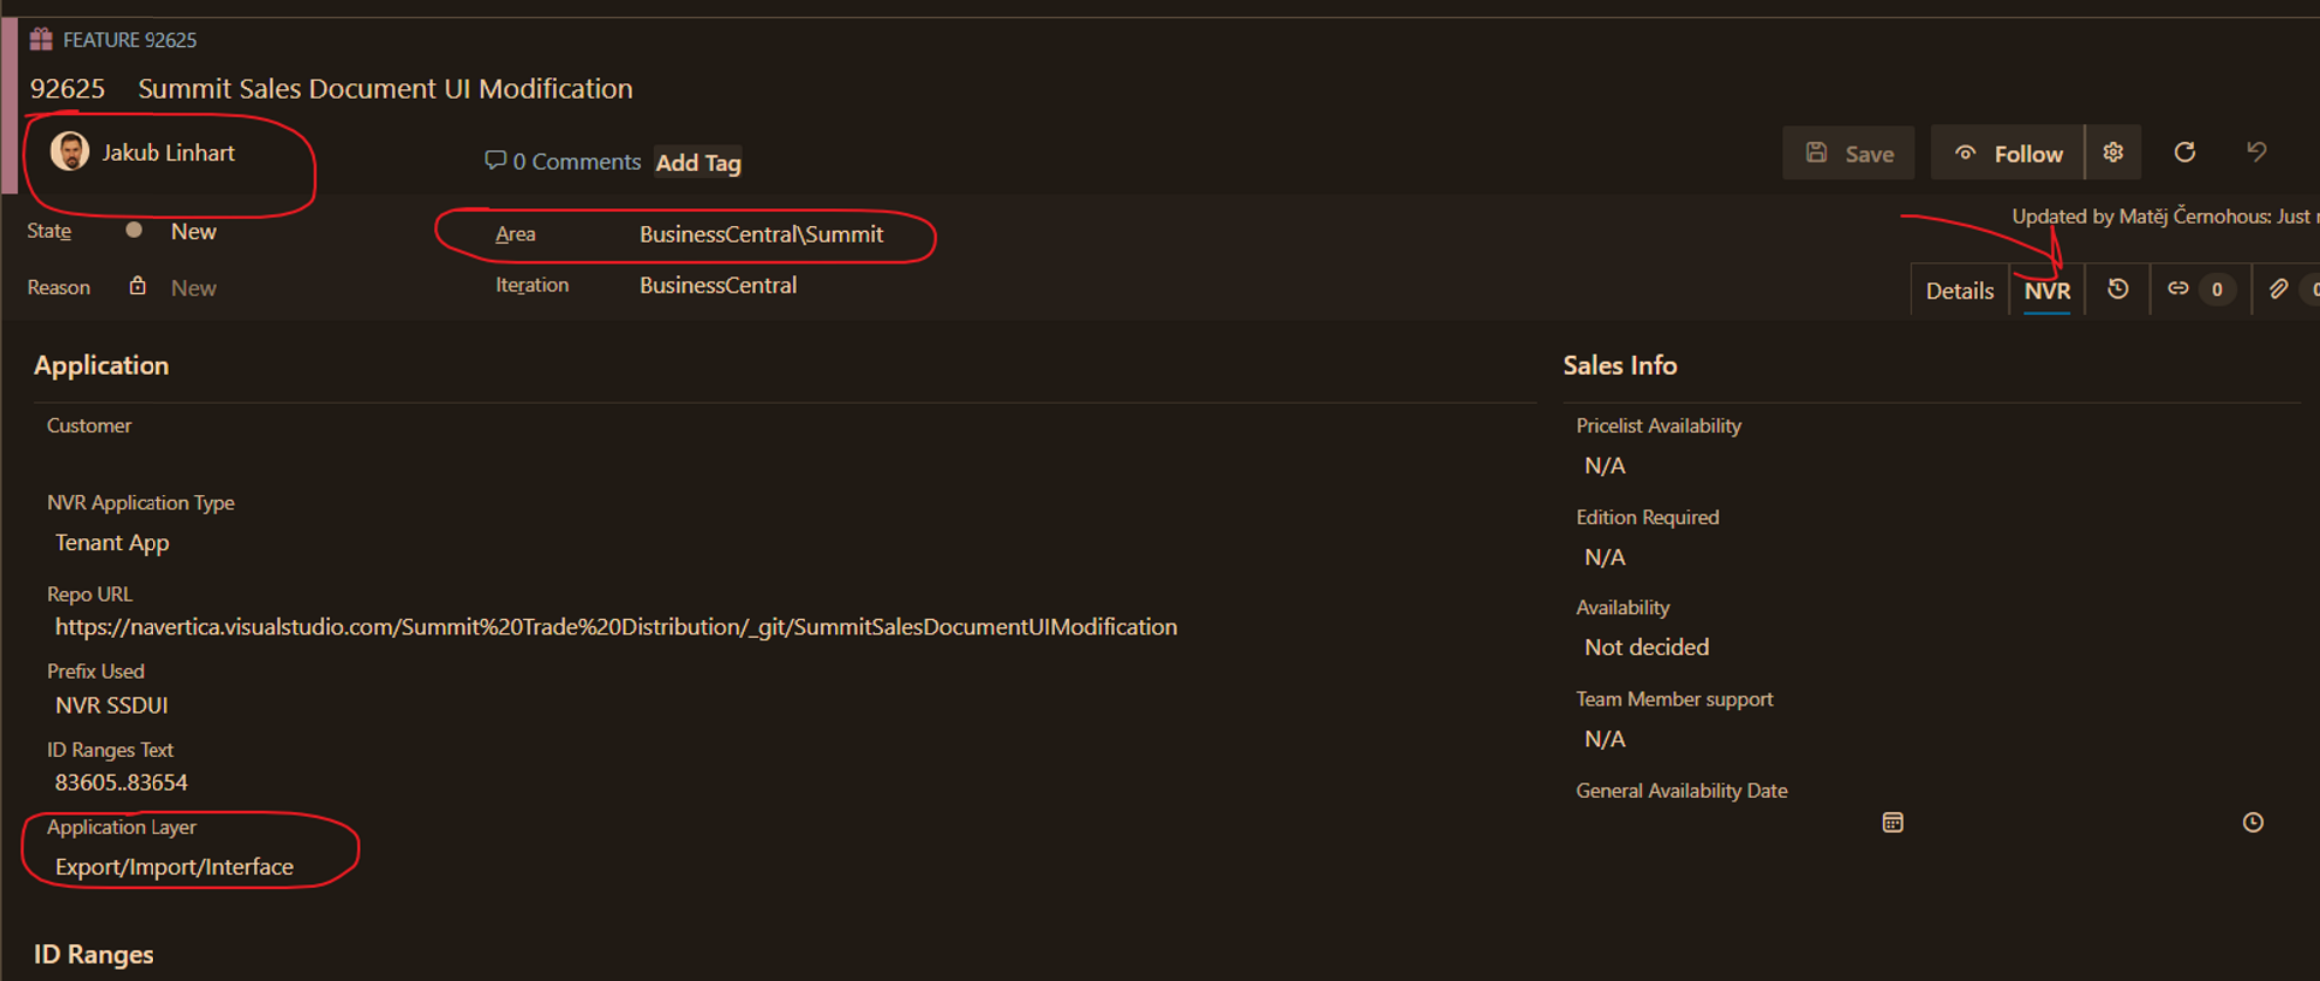 FEATURE 92625
92625 Summit Sales Document UI Modification
Jakub Linhart
0 Comments Add Tag
Save Follow
State New
Area BusinessCentral\Summit
Updated by Matěj Černohous: Just
Reason New
Iteration BusinessCentral
Details NVR 0
Application
Customer
NVR Application Type
Tenant App
Repo URL
https://navertica.visualstudio.com/Summit%20Trade%20Distribution/_git/SummitSalesDocumentUIModification
Prefix Used
NVR SSDUI
ID Ranges Text
83605..83654
Application Layer
Export/Import/Interface
ID Ranges
Sales Info
Pricelist Availability
N/A
Edition Required
N/A
Availability
Not decided
Team Member support
N/A
General Availability Date